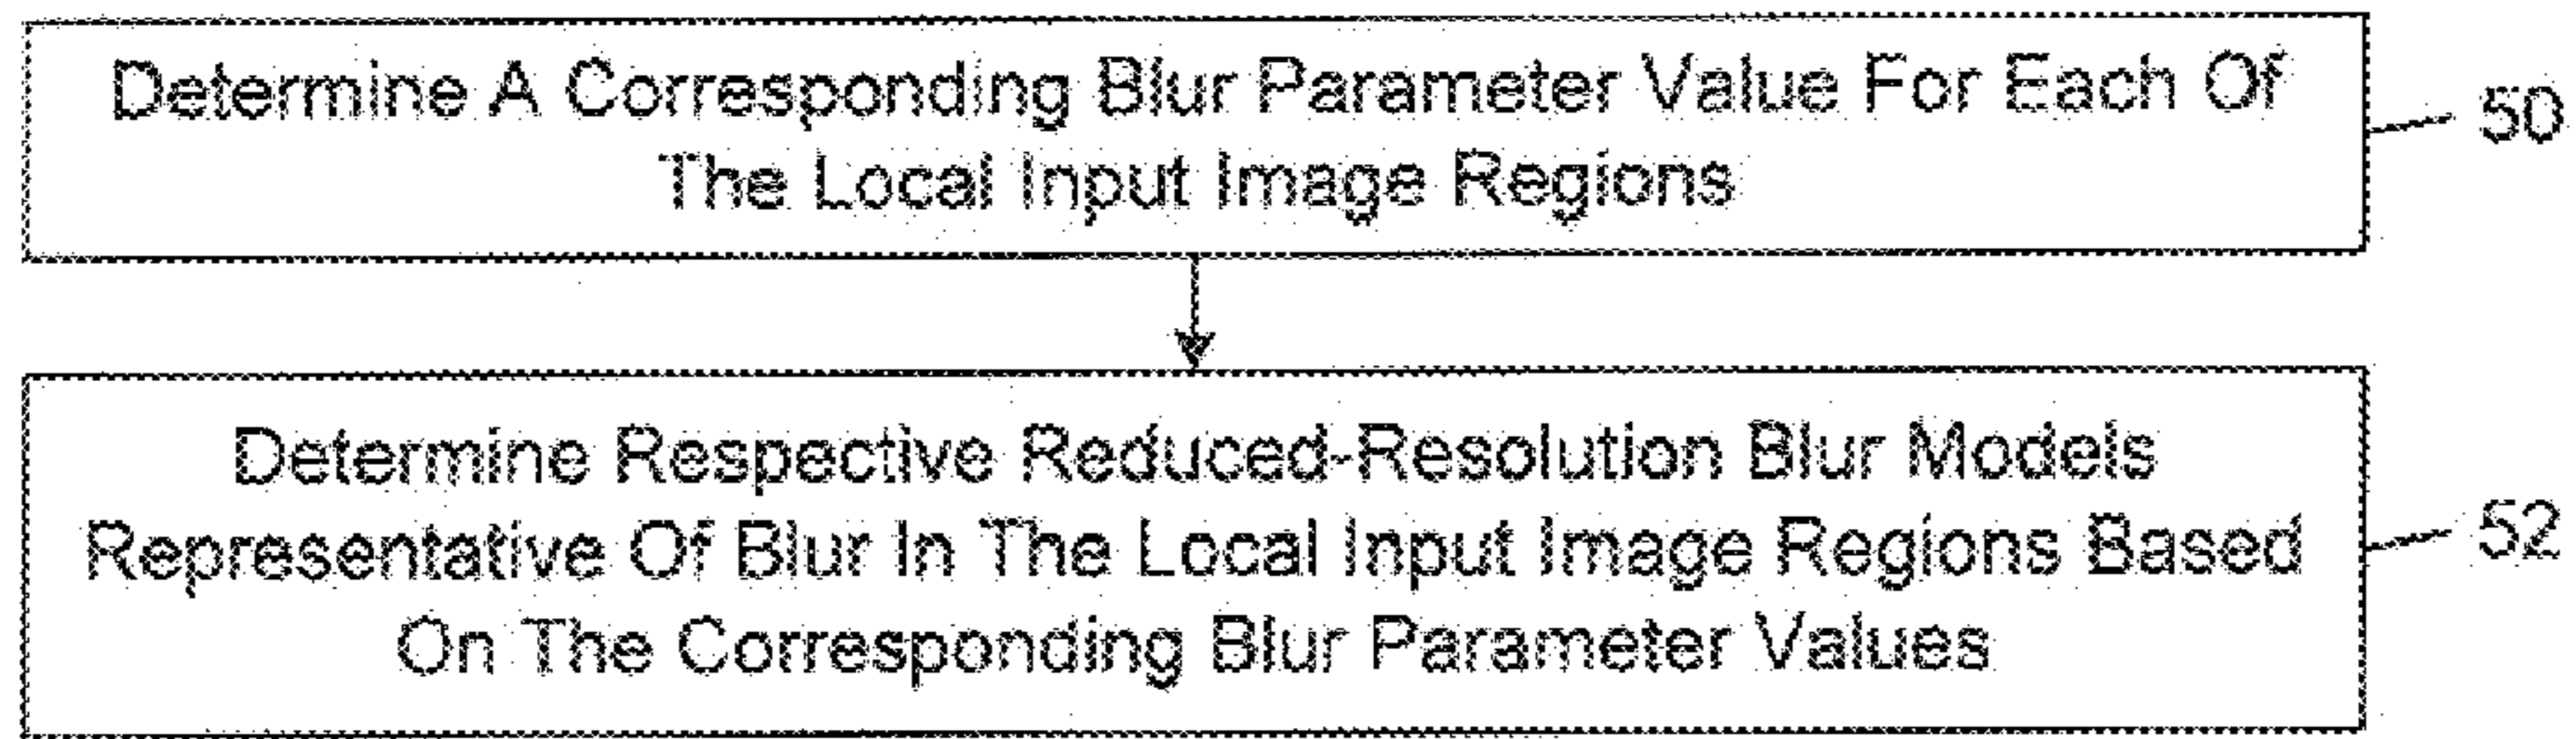 Determine A Corresponding Blur Parameter Value For Each Of
The Local Input Image Regions
50
Determine Respective Reduced-Resolution Blur Models
Representative Of Blur In The Local Input Image Regions Based
On The Corresponding Blur Parameter Values
52